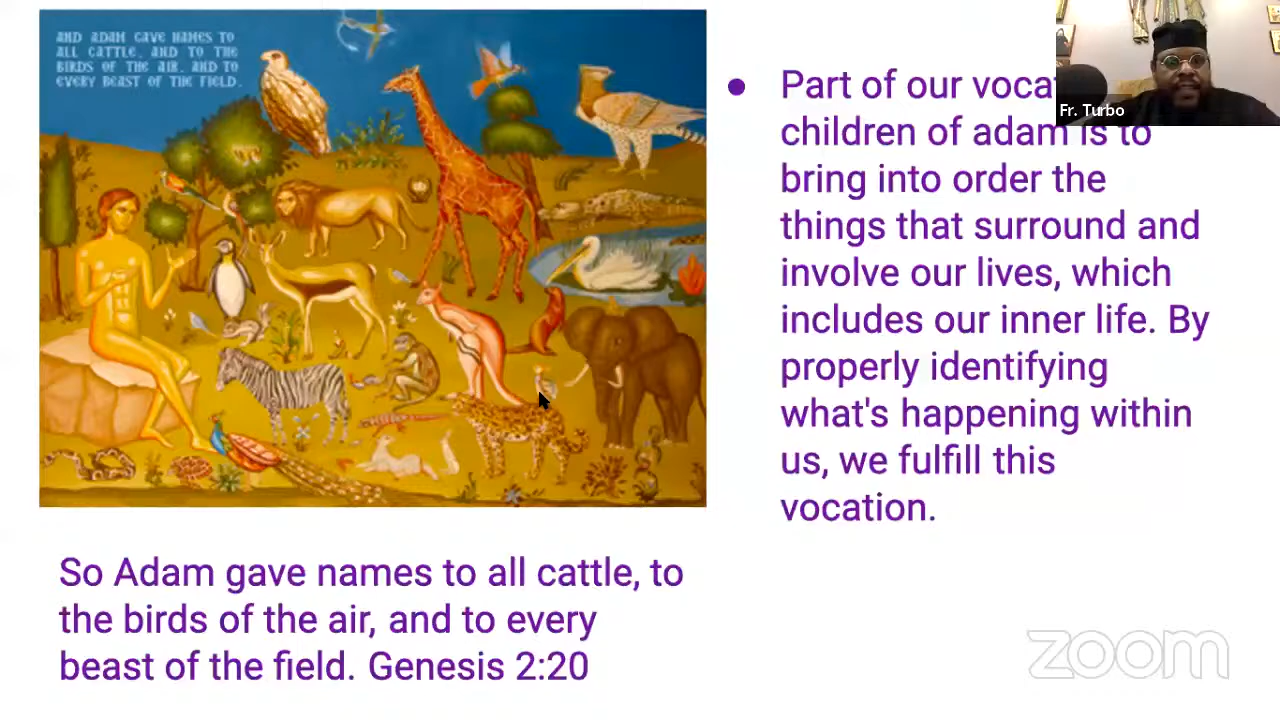 AND ADAM GAVE NAMES TO
ALL CATTLE, AND TO THE
BIRDS OF THE AIR, AND TO
EVERY BEAST OF THE FIELD.
So Adam gave names to all cattle, to
the birds of the air, and to every
beast of the field. Genesis 2:20
● Part of our voca
children of adam is to
bring into order the
things that surround and
involve our lives, which
includes our inner life. By
properly identifying
what's happening within
us, we fulfill this
vocation.
Fr. Turbo
zoom